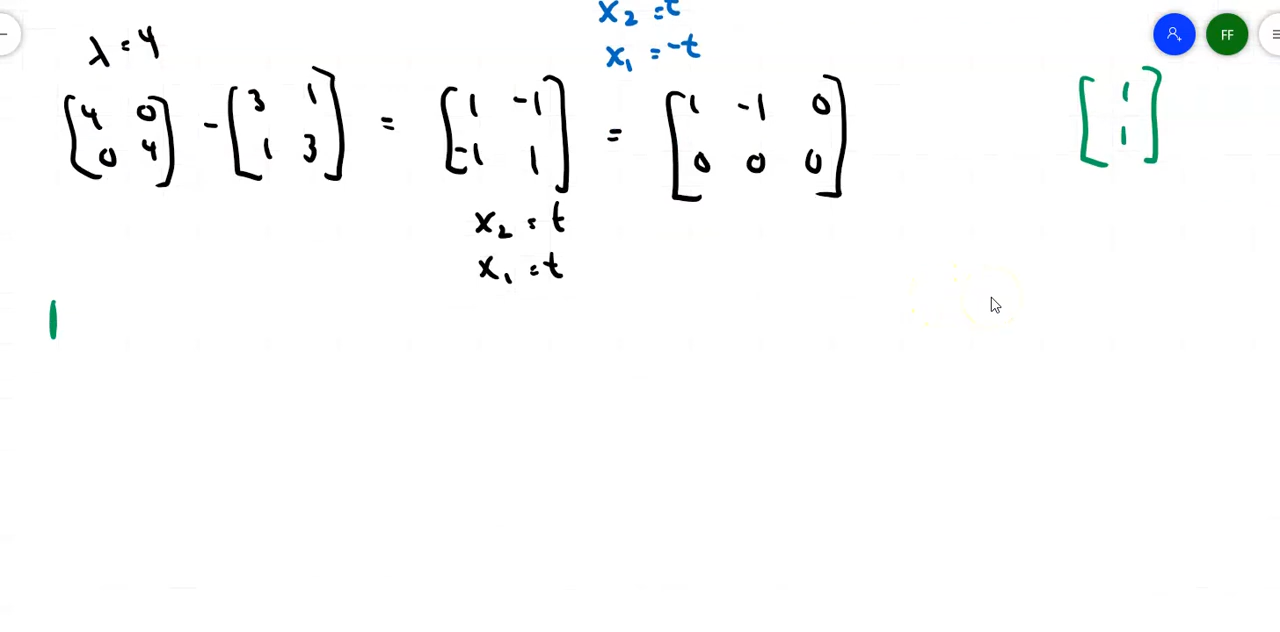 x₂ = t
x₁ = -t
λ = 4
[4 0; 0 4] - [3 1; 1 3] = [1 -1; -1 1] = [1 -1 0; 0 0 0] [1; 1]
x₂ = t
x₁ = t
FF